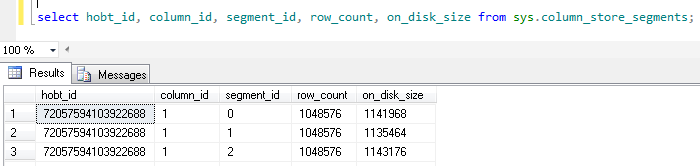 select hobt_id, column_id, segment_id, row_count, on_disk_size from sys.column_store_segments;
100 %
Results Messages
hobt_id column_id segment_id row_count on_disk_size
1 72057594103922688 1 0 1048576 1141968
2 72057594103922688 1 1 1048576 1135464
3 72057594103922688 1 2 1048576 1143176